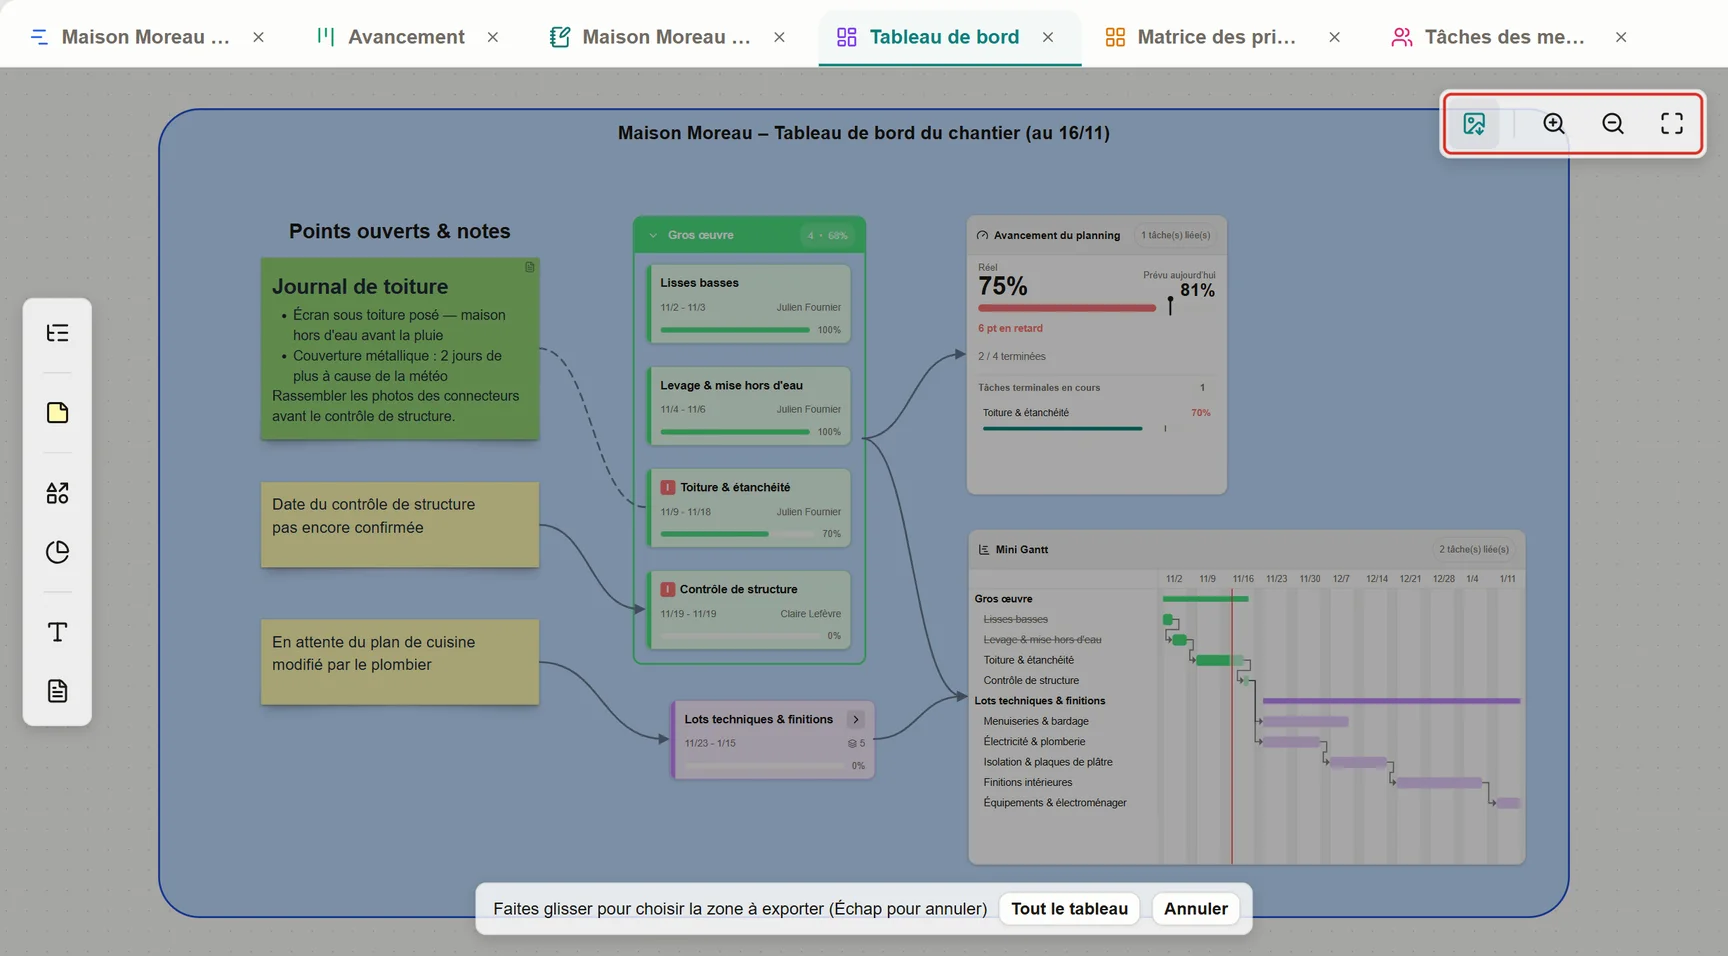 Maison Moreau ...
Avancement
Maison Moreau ...
Tableau de bord
Matrice des pri...
Tâches des me...
Maison Moreau – Tableau de bord du chantier (au 16/11)
Points ouverts & notes
Journal de toiture
• Écran sous toiture posé — maison
hors d'eau avant la pluie
• Couverture métallique : 2 jours de
plus à cause de la météo
Rassembler les photos des connecteurs
avant le contrôle de structure.
Date du contrôle de structure
pas encore confirmée
En attente du plan de cuisine
modifié par le plombier
Gros œuvre
4 • 68%
Lisses basses
11/2 - 11/3
Julien Fournier
100%
Levage & mise hors d'eau
11/4 - 11/6
Julien Fournier
100%
! Toiture & étanchéité
11/9 - 11/18
Julien Fournier
70%
! Contrôle de structure
11/19 - 11/19
Claire Lefèvre
0%
Lots techniques & finitions
11/23 - 1/15
5
0%
Avancement du planning
1 tâche(s) liée(s)
Réel
75%
Prévu aujourd'hui
81%
6 pt en retard
2 / 4 terminées
Tâches terminales en cours
1
Toiture & étanchéité
70%
Mini Gantt
2 tâche(s) liée(s)
11/2 11/9 11/16 11/23 11/30 12/7 12/14 12/21 12/28 1/4 1/11
Gros œuvre
Lisses basses
Levage & mise hors d'eau
Toiture & étanchéité
Contrôle de structure
Lots techniques & finitions
Menuiseries & bardage
Électricité & plomberie
Isolation & plaques de plâtre
Finitions intérieures
Équipements & électroménager
Faites glisser pour choisir la zone à exporter (Échap pour annuler)
Tout le tableau
Annuler